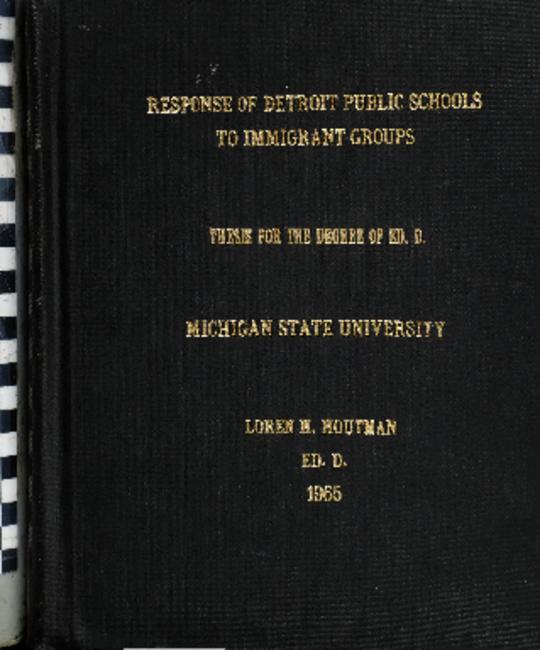 RESPONSE OF DETROIT PUBLIC SCHOOLS
TO IMMIGRANT GROUPS
THESIS FOR THE DEGREE OF ED. D.
MICHIGAN STATE UNIVERSITY
LOREN H. HOUTMAN
ED. D.
1965